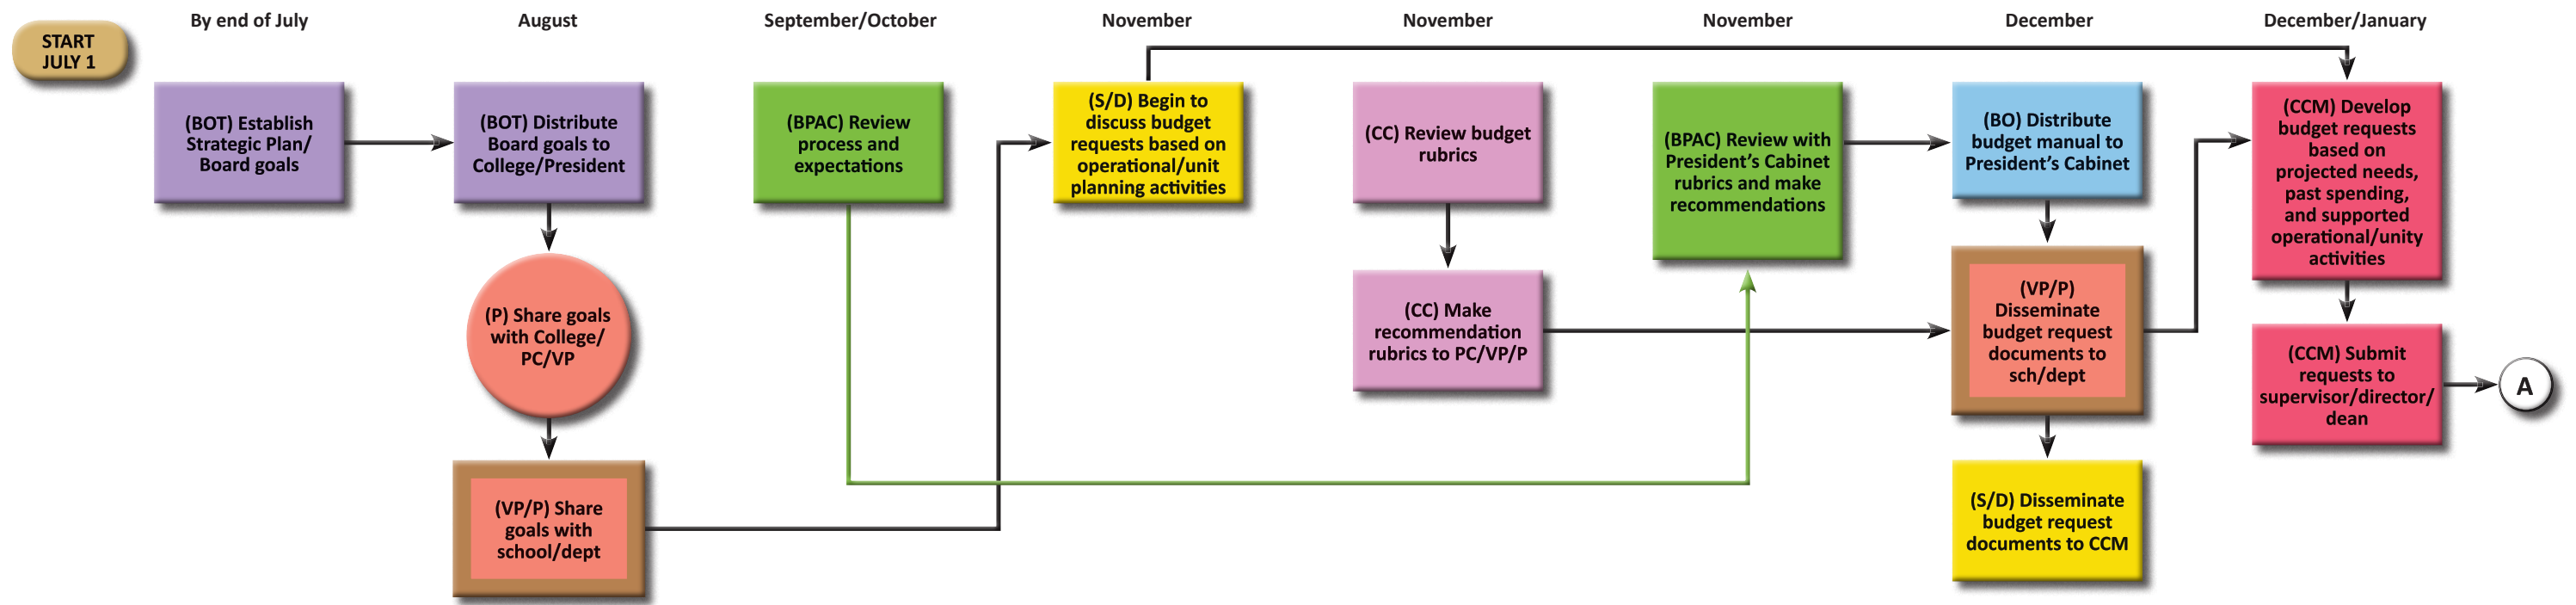 By end of July
August
September/October
November
November
November
December
December/January
START
JULY 1
(BOT) Establish
Strategic Plan/
Board goals
(BOT) Distribute
Board goals to
College/President
(P) Share goals
with College/
PC/VP
(VP/P) Share
goals with
school/dept
(BPAC) Review
process and
expectations
(S/D) Begin to
discuss budget
requests based on
operational/unit
planning activities
(CC) Review budget
rubrics
(CC) Make
recommendation
rubrics to PC/VP/P
(BPAC) Review with
President’s Cabinet
rubrics and make
recommendations
(BO) Distribute
budget manual to
President’s Cabinet
(VP/P)
Disseminate
budget request
documents to
sch/dept
(S/D) Disseminate
budget request
documents to CCM
(CCM) Develop
budget requests
based on
projected needs,
past spending,
and supported
operational/unity
activities
(CCM) Submit
requests to
supervisor/director/
dean
A